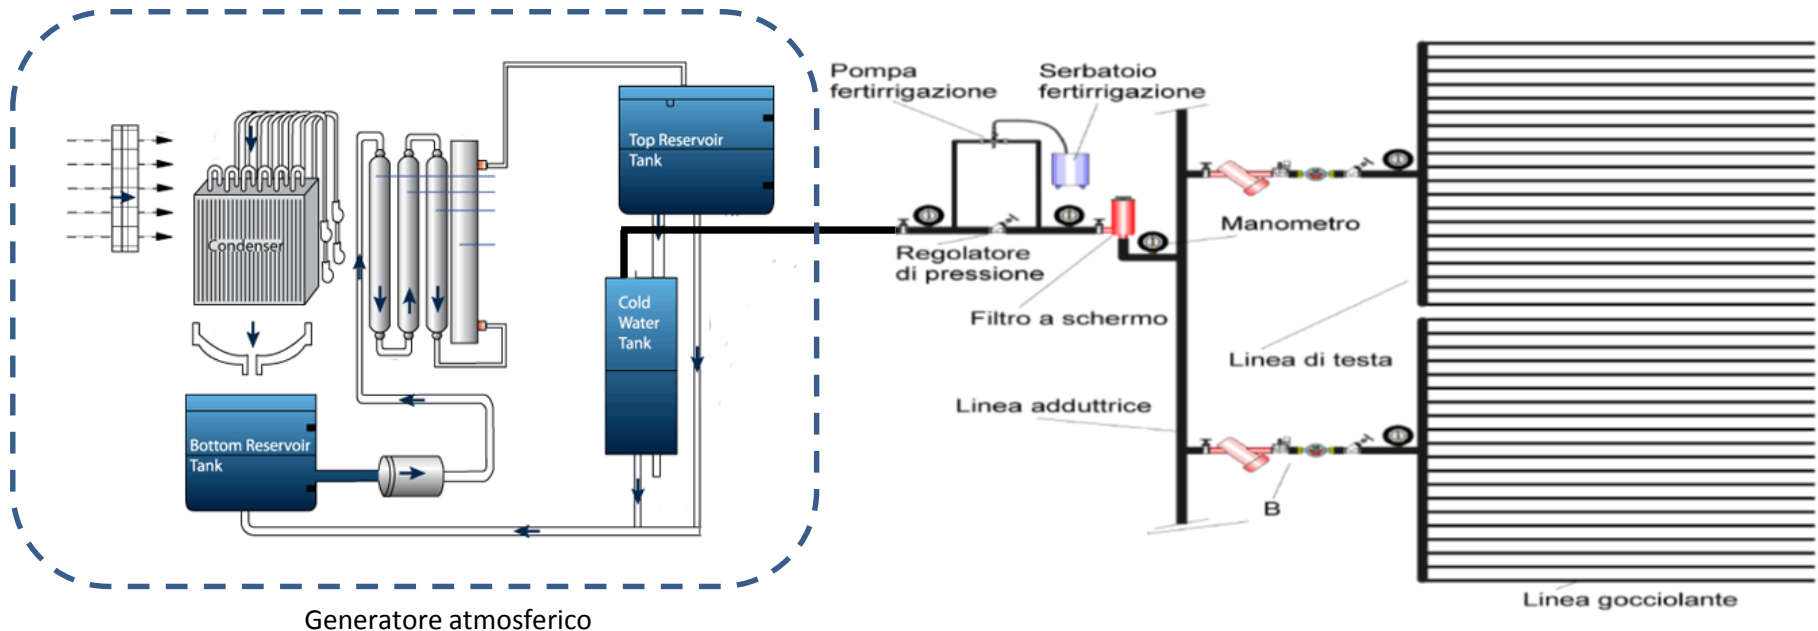 Condenser
Bottom Reservoir
Tank
Top Reservoir
Tank
Cold
Water
Tank
Generatore atmosferico
Pompa
fertirrigazione
Serbatoio
fertirrigazione
Regolatore
di pressione
Manometro
Filtro a schermo
Linea di testa
Linea adduttrice
B
Linea gocciolante